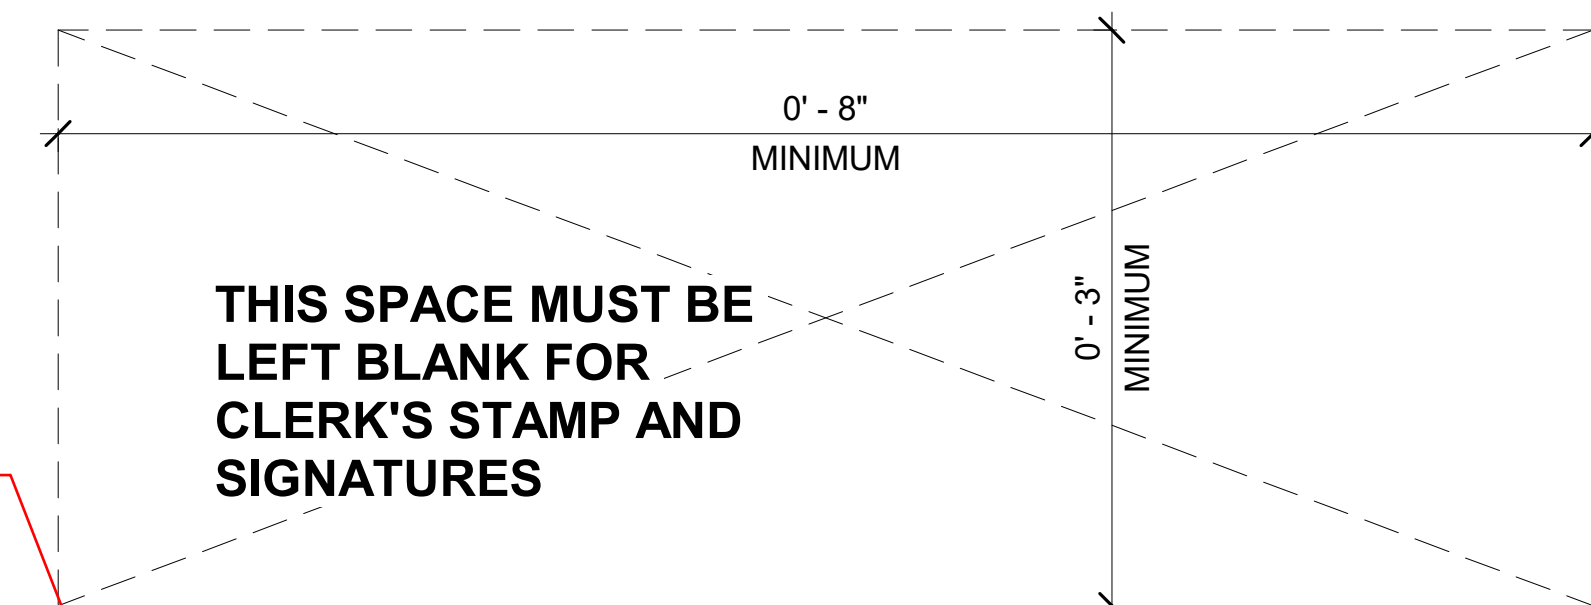 0' - 8"
MINIMUM
THIS SPACE MUST BE
LEFT BLANK FOR
CLERK'S STAMP AND
SIGNATURES
0' - 3"
MINIMUM